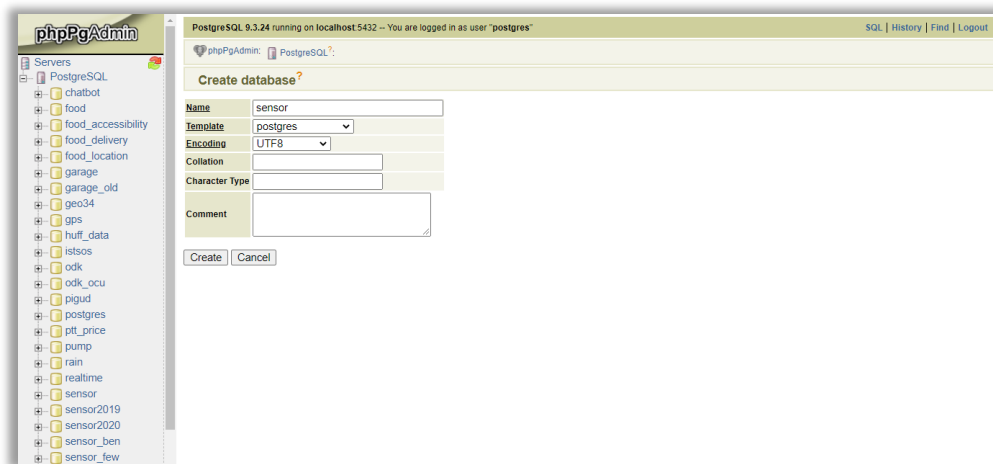 phpPgAdmin
Servers
PostgreSQL
chatbot
food
food_accessibility
food_delivery
food_location
garage
garage_old
geo34
gps
huff_data
istsos
odk
odk_ocu
pigud
postgres
ptt_price
pump
rain
realtime
sensor
sensor2019
sensor2020
sensor_ben
sensor_few
PostgreSQL 9.3.24 running on localhost:5432 -- You are logged in as user "postgres"
SQL | History | Find | Logout
phpPgAdmin: PostgreSQL?:
Create database?
Name sensor
Template postgres
Encoding UTF8
Collation
Character Type
Comment
Create Cancel